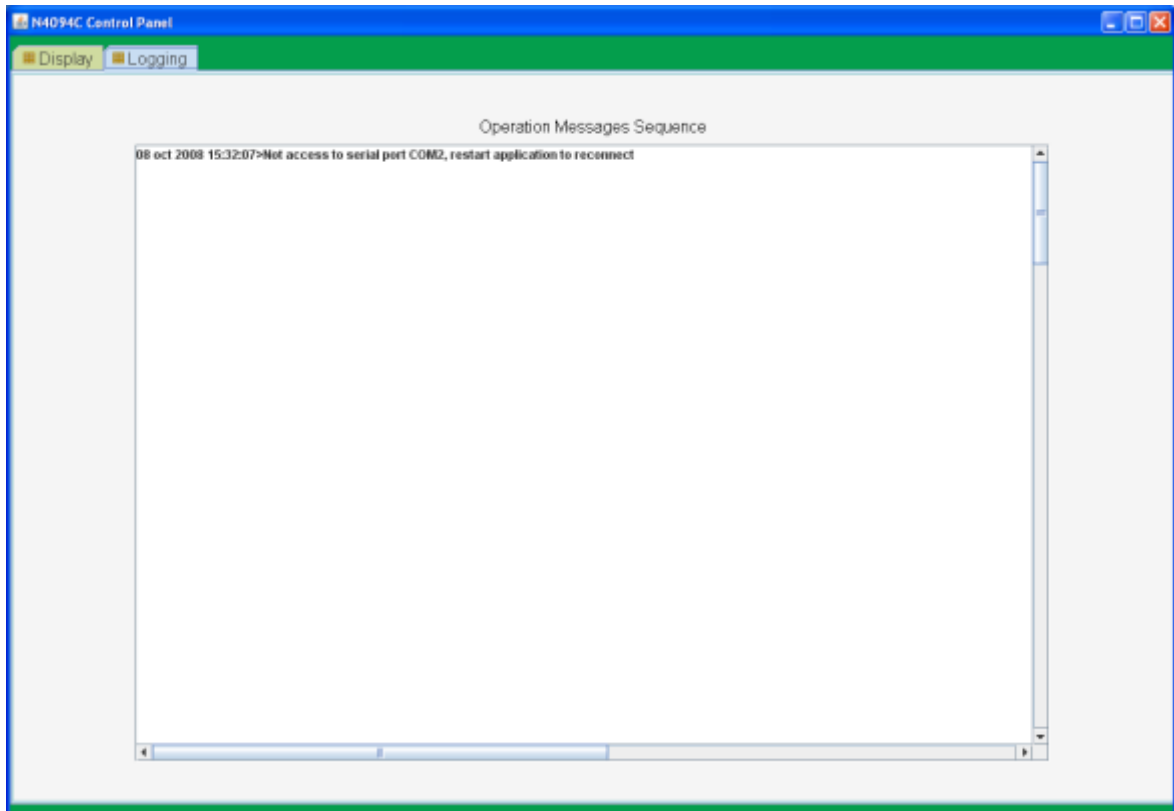 N4094C Control Panel
Display Logging
Operation Messages Sequence
08 oct 2008 15:32:07>Not access to serial port COM2, restart application to reconnect